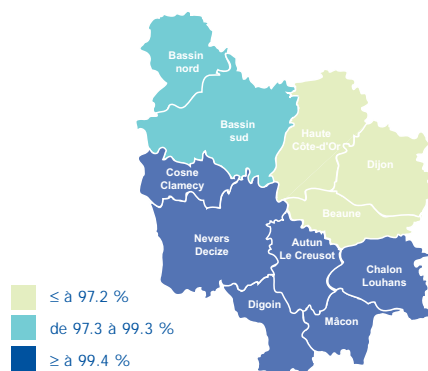 Bassin
nord
Bassin
sud
Haute
Côte-d'Or
Dijon
Cosne
Clamecy
Beaune
Nevers
Decize
Autun
Le Creusot
Chalon
Louhans
Digoin
Mâcon
≤ à 97.2 %
de 97.3 à 99.3 %
≥ à 99.4 %